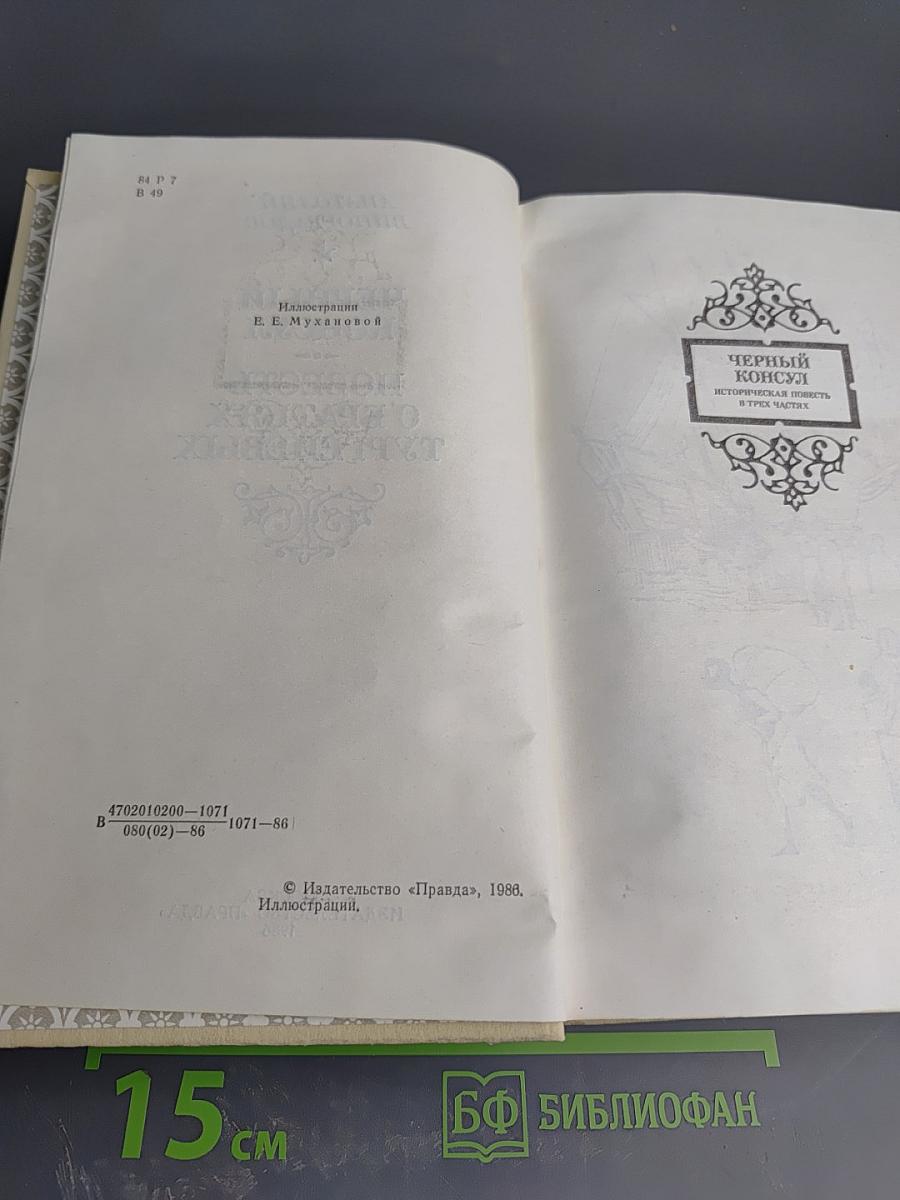 84 Р 7
В 49
Иллюстрации
Е. Е. Мухановой
В 4702010200—1071 / 080(02)—86 1071—86
© Издательство «Правда», 1986.
Иллюстраций.
ЧЕРНЫЙ
КОНСУЛ
ИСТОРИЧЕСКАЯ ПОВЕСТЬ
В ТРЕХ ЧАСТЯХ
15 см
БФ БИБЛИОФАН